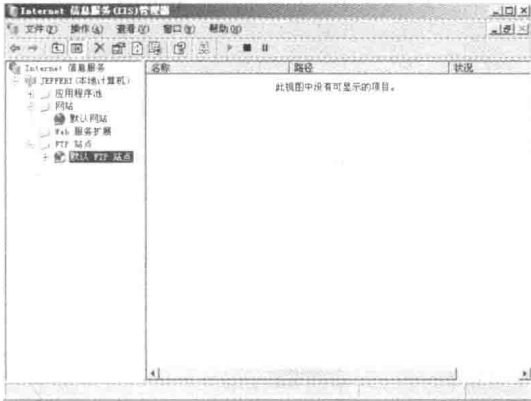 Internet 信息服务(IIS)管理器
文件(F) 操作(A) 查看(V) 窗口(W) 帮助(H)
Internet 信息服务
名称 路径 状况
(本地计算机)
此视图中没有可显示的项目。
应用程序池
网站
默认网站
Web 服务扩展
FTP 站点
默认 FTP 站点